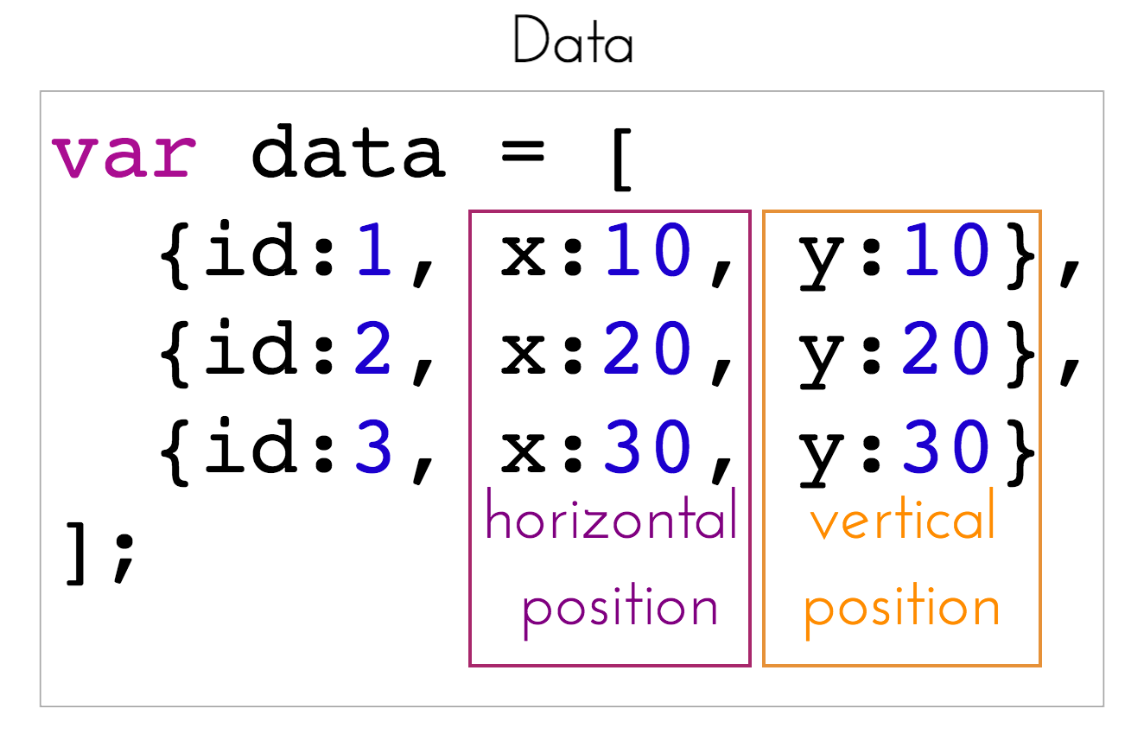 Data
var data = [
{id:1, x:10, y:10},
{id:2, x:20, y:20},
{id:3, x:30, y:30}
horizontal position
vertical position
];